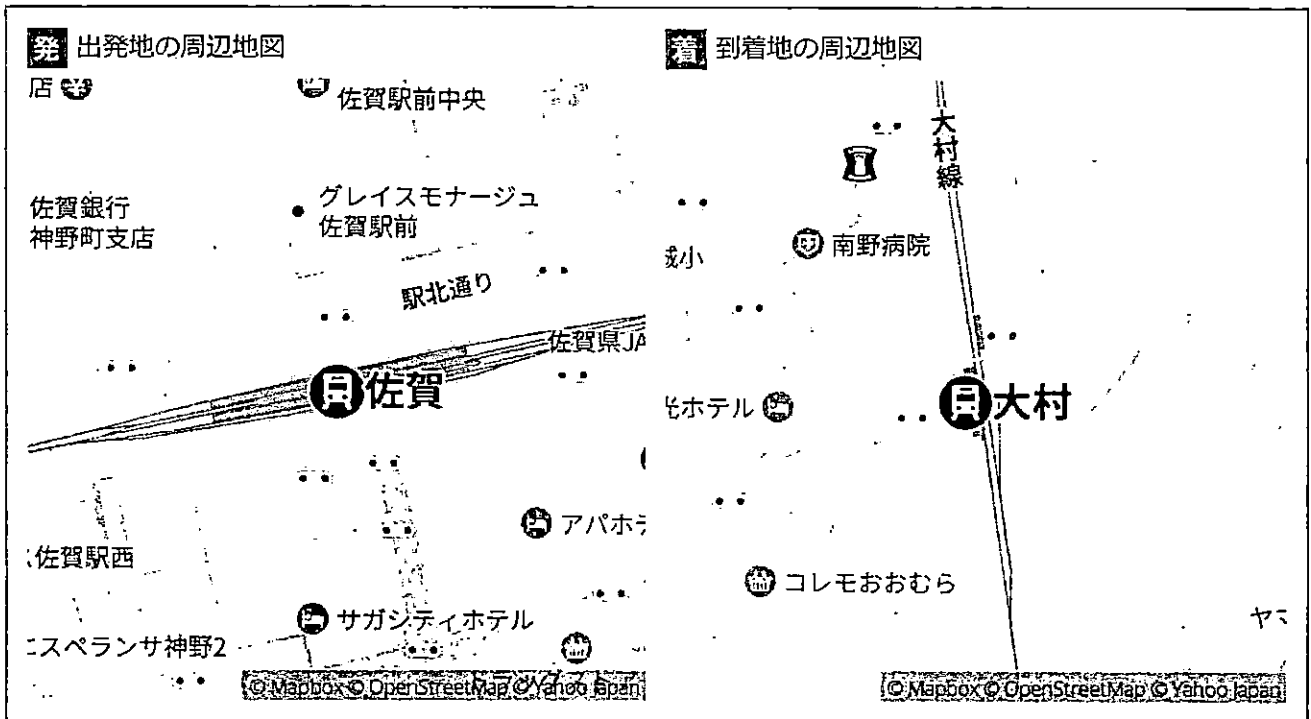 発 出発地の周辺地図
店
佐賀駅前中央
佐賀銀行
神野町支店
グレイスモナージュ
佐賀駅前
駅北通り
佐賀県JA
佐賀
アパホテ
佐賀駅西
サガシティホテル
スペランサ神野2
© Mapbox © OpenStreetMap © Yahoo Japan
着 到着地の周辺地図
大村線
南野病院
城小
光ホテル
大村
コレモおおむら
ヤマ
© Mapbox © OpenStreetMap © Yahoo Japan